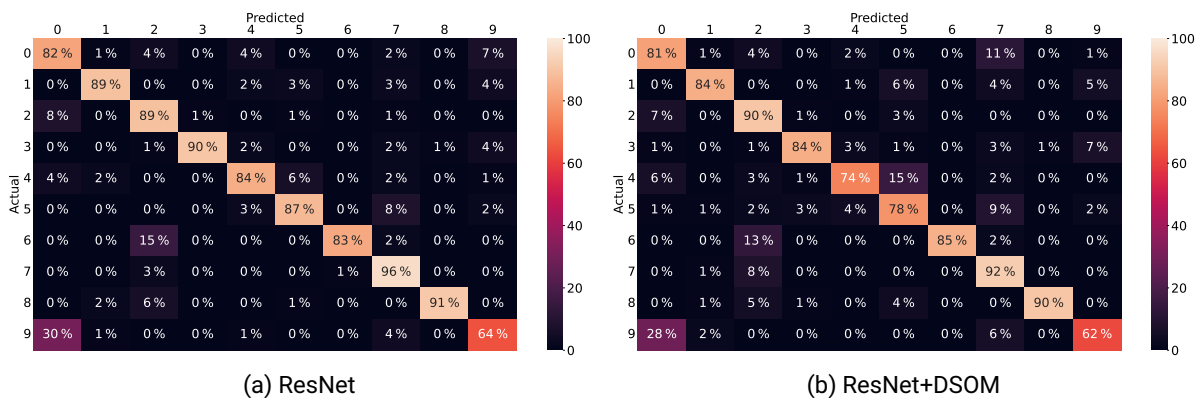 Predicted
0 1 2 3 4 5 6 7 8 9
Actual
0 82 % 1 % 4 % 0 % 4 % 0 % 0 % 2 % 0 % 7 %
1 0 % 89 % 0 % 0 % 2 % 3 % 0 % 3 % 0 % 4 %
2 8 % 0 % 89 % 1 % 0 % 1 % 0 % 1 % 0 % 0 %
3 0 % 0 % 1 % 90 % 2 % 0 % 0 % 2 % 1 % 4 %
4 4 % 2 % 0 % 0 % 84 % 6 % 0 % 2 % 0 % 1 %
5 0 % 0 % 0 % 0 % 3 % 87 % 0 % 8 % 0 % 2 %
6 0 % 0 % 15 % 0 % 0 % 0 % 83 % 2 % 0 % 0 %
7 0 % 0 % 3 % 0 % 0 % 0 % 1 % 96 % 0 % 0 %
8 0 % 2 % 6 % 0 % 0 % 1 % 0 % 0 % 91 % 0 %
9 30 % 1 % 0 % 0 % 1 % 0 % 0 % 4 % 0 % 64 %
100
80
60
40
20
0
(a) ResNet
Predicted
0 1 2 3 4 5 6 7 8 9
Actual
0 81 % 1 % 4 % 0 % 2 % 0 % 0 % 11 % 0 % 1 %
1 0 % 84 % 0 % 0 % 1 % 6 % 0 % 4 % 0 % 5 %
2 7 % 0 % 90 % 1 % 0 % 3 % 0 % 0 % 0 % 0 %
3 1 % 0 % 1 % 84 % 3 % 1 % 0 % 3 % 1 % 7 %
4 6 % 0 % 3 % 1 % 74 % 15 % 0 % 2 % 0 % 0 %
5 1 % 1 % 2 % 3 % 4 % 78 % 0 % 9 % 0 % 2 %
6 0 % 0 % 13 % 0 % 0 % 0 % 85 % 2 % 0 % 0 %
7 0 % 1 % 8 % 0 % 0 % 0 % 0 % 92 % 0 % 0 %
8 0 % 1 % 5 % 1 % 0 % 4 % 0 % 0 % 90 % 0 %
9 28 % 2 % 0 % 0 % 0 % 0 % 0 % 6 % 0 % 62 %
100
80
60
40
20
0
(b) ResNet+DSOM